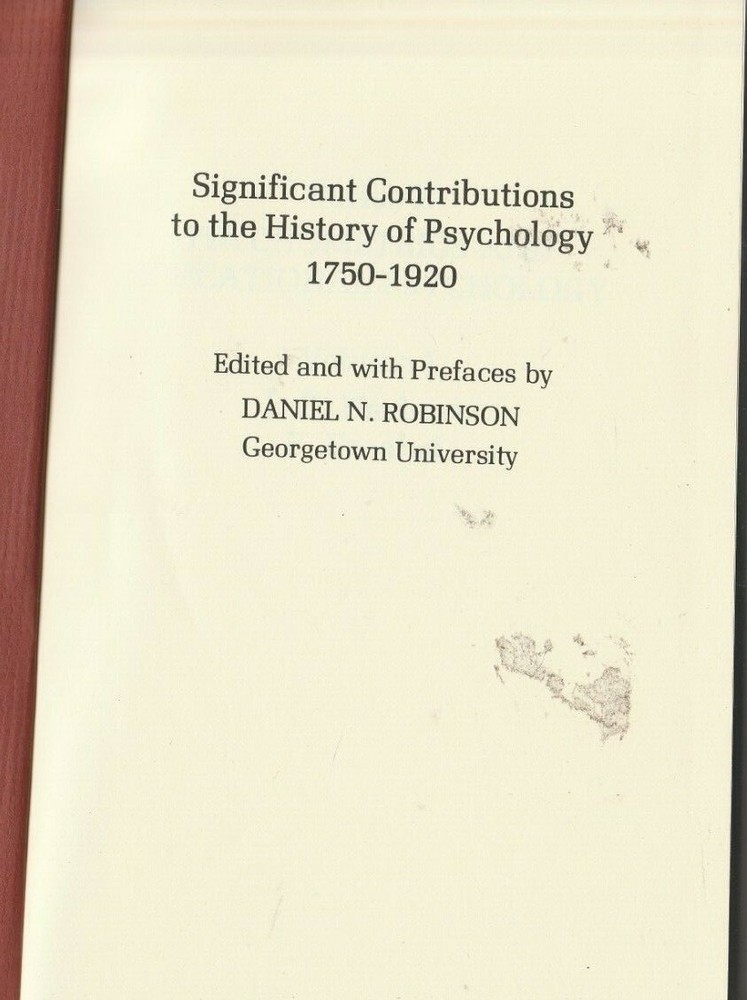 Significant Contributions
to the History of Psychology
1750-1920
Edited and with Prefaces by
DANIEL N. ROBINSON
Georgetown University